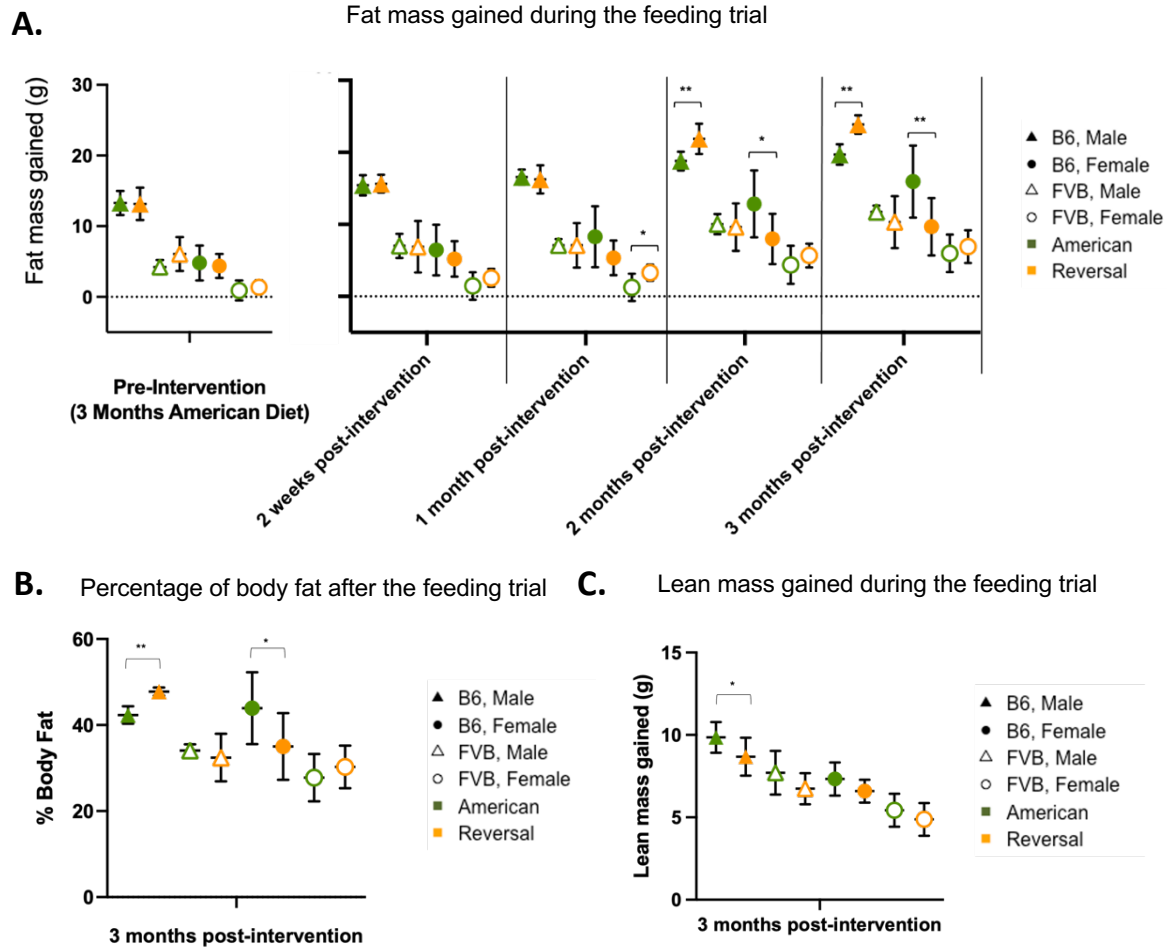 A.
Fat mass gained during the feeding trial
Fat mass gained (g)
30
20
10
0
**
*
**
*
**
B6, Male
B6, Female
FVB, Male
FVB, Female
American
Reversal
Pre-Intervention
(3 Months American Diet)
2 weeks post-intervention
1 month post-intervention
2 months post-intervention
3 months post-intervention
B.
Percentage of body fat after the feeding trial
% Body Fat
60
40
20
0
**
*
3 months post-intervention
B6, Male
B6, Female
FVB, Male
FVB, Female
American
Reversal
C.
Lean mass gained during the feeding trial
Lean mass gained (g)
15
10
5
0
*
3 months post-intervention
B6, Male
B6, Female
FVB, Male
FVB, Female
American
Reversal